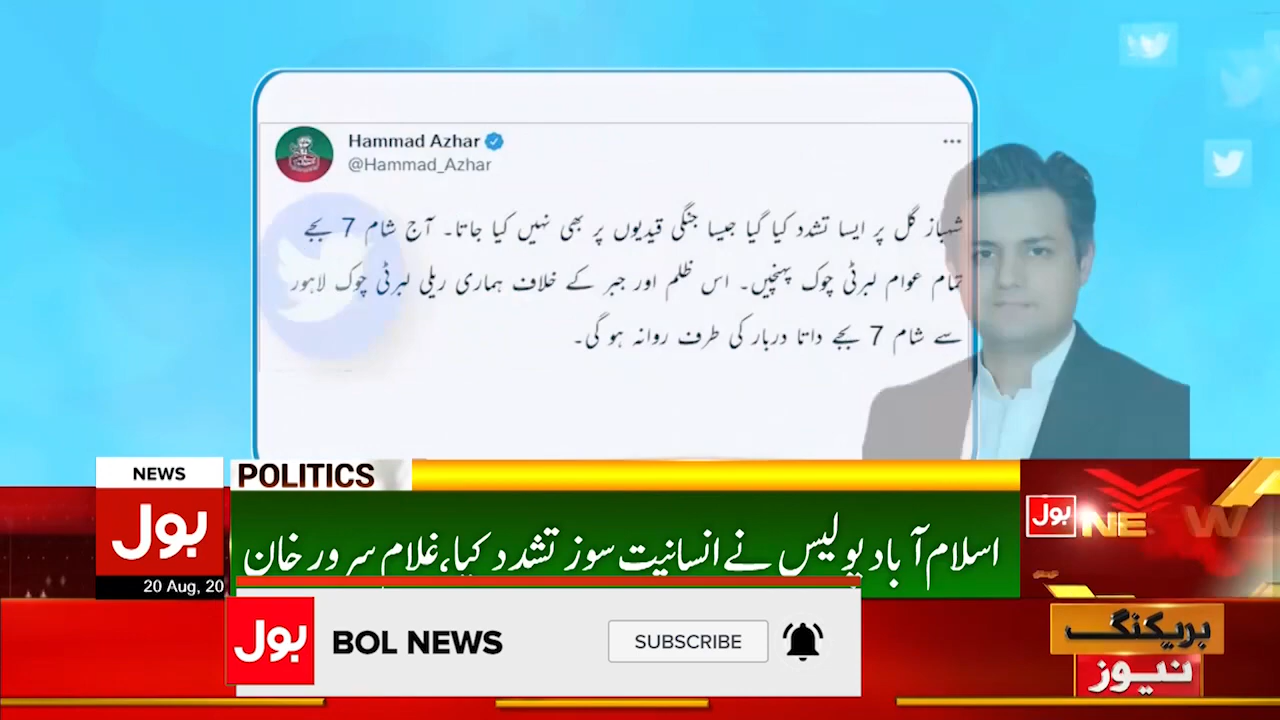 Hammad Azhar
@Hammad_Azhar
شہباز گل پر ایسا تشدد کیا گیا جیسا جنگی قیدیوں پر بھی نہیں کیا جاتا۔ آج شام 7 بجے
تمام عوام لبرٹی چوک پہنچیں۔ اس ظلم اور جبر کے خلاف ہماری ریلی لبرٹی چوک لاہور
سے شام 7 بجے داتا دربار کی طرف روانہ ہو گی۔
NEWS
POLITICS
بول
اسلام آباد پولیس نے انسانیت سوز تشدد کیا، غلام سرور خان
بول
NEW
20 Aug, 20
بول
BOL NEWS
SUBSCRIBE
بریکنگ
نیوز